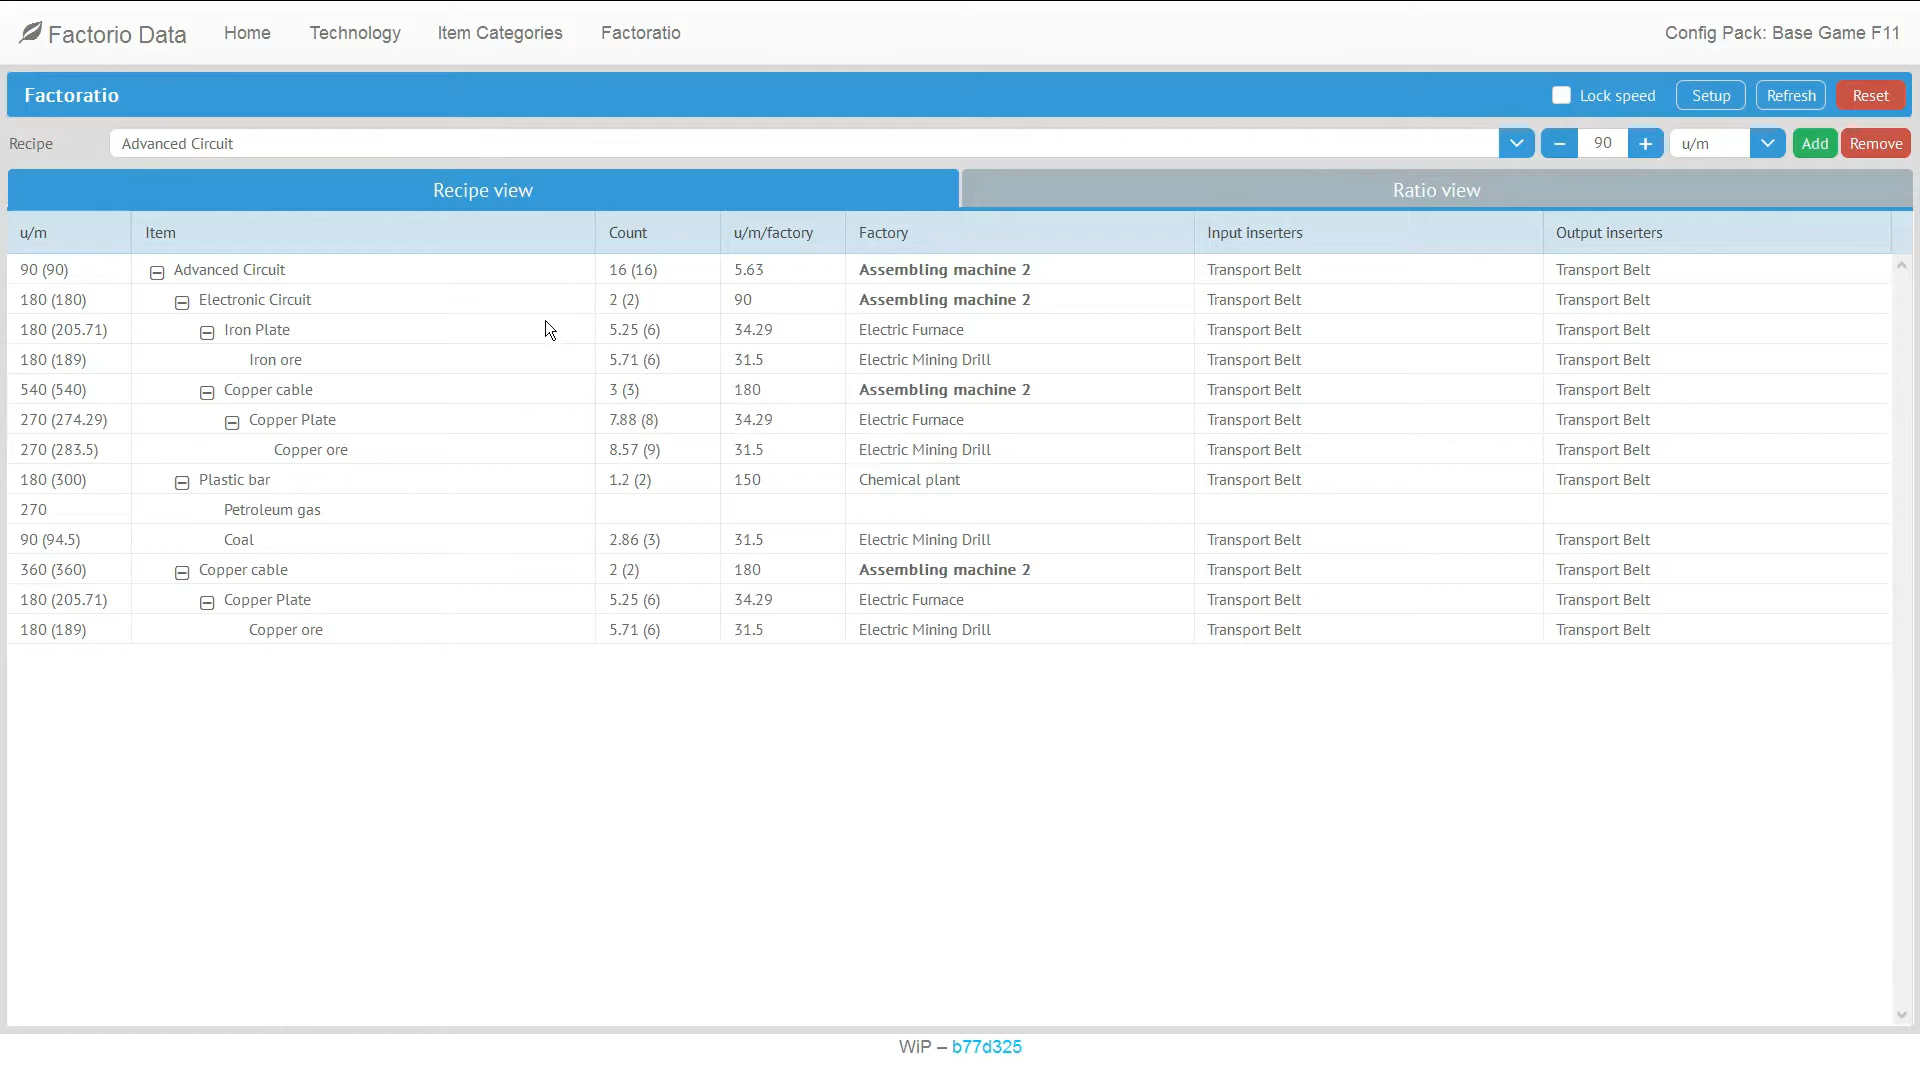 Factorio Data Home Technology Item Categories Factoratio Config Pack: Base Game F11
Factoratio Lock speed Setup Refresh Reset
Recipe Advanced Circuit 90 u/m Add Remove
Recipe view Ratio view
u/m Item Count u/m/factory Factory Input inserters Output inserters
90 (90) Advanced Circuit 16 (16) 5.63 Assembling machine 2 Transport Belt Transport Belt
180 (180) Electronic Circuit 2 (2) 90 Assembling machine 2 Transport Belt Transport Belt
180 (205.71) Iron Plate 5.25 (6) 34.29 Electric Furnace Transport Belt Transport Belt
180 (189) Iron ore 5.71 (6) 31.5 Electric Mining Drill Transport Belt Transport Belt
540 (540) Copper cable 3 (3) 180 Assembling machine 2 Transport Belt Transport Belt
270 (274.29) Copper Plate 7.88 (8) 34.29 Electric Furnace Transport Belt Transport Belt
270 (283.5) Copper ore 8.57 (9) 31.5 Electric Mining Drill Transport Belt Transport Belt
180 (300) Plastic bar 1.2 (2) 150 Chemical plant Transport Belt Transport Belt
270 Petroleum gas
90 (94.5) Coal 2.86 (3) 31.5 Electric Mining Drill Transport Belt Transport Belt
360 (360) Copper cable 2 (2) 180 Assembling machine 2 Transport Belt Transport Belt
180 (205.71) Copper Plate 5.25 (6) 34.29 Electric Furnace Transport Belt Transport Belt
180 (189) Copper ore 5.71 (6) 31.5 Electric Mining Drill Transport Belt Transport Belt
WiP – b77d325